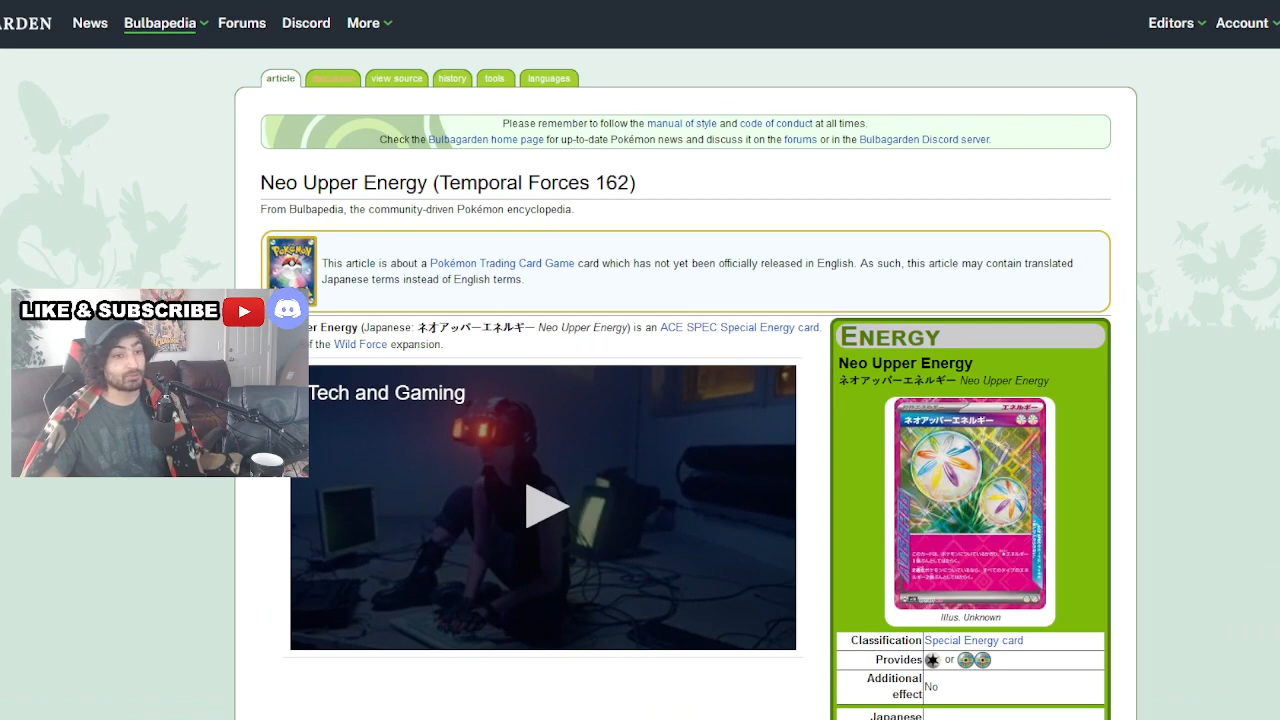 ARDEN News Bulbapedia Forums Discord More Editors Account
article discussion view source history tools languages
Please remember to follow the manual of style and code of conduct at all times.
Check the Bulbagarden home page for up-to-date Pokémon news and discuss it on the forums or in the Bulbagarden Discord server.
Neo Upper Energy (Temporal Forces 162)
From Bulbapedia, the community-driven Pokémon encyclopedia.
POKéMON
This article is about a Pokémon Trading Card Game card which has not yet been officially released in English. As such, this article may contain translated
Japanese terms instead of English terms.
LIKE & SUBSCRIBE
er Energy (Japanese: ネオアッパーエネルギー Neo Upper Energy) is an ACE SPEC Special Energy card.
f the Wild Force expansion.
Tech and Gaming
ENERGY
Neo Upper Energy
ネオアッパーエネルギー Neo Upper Energy
エネルギー
ネオアッパーエネルギー
Illus. Unknown
Classification Special Energy card
Provides or
Additional
effect No
Japanese